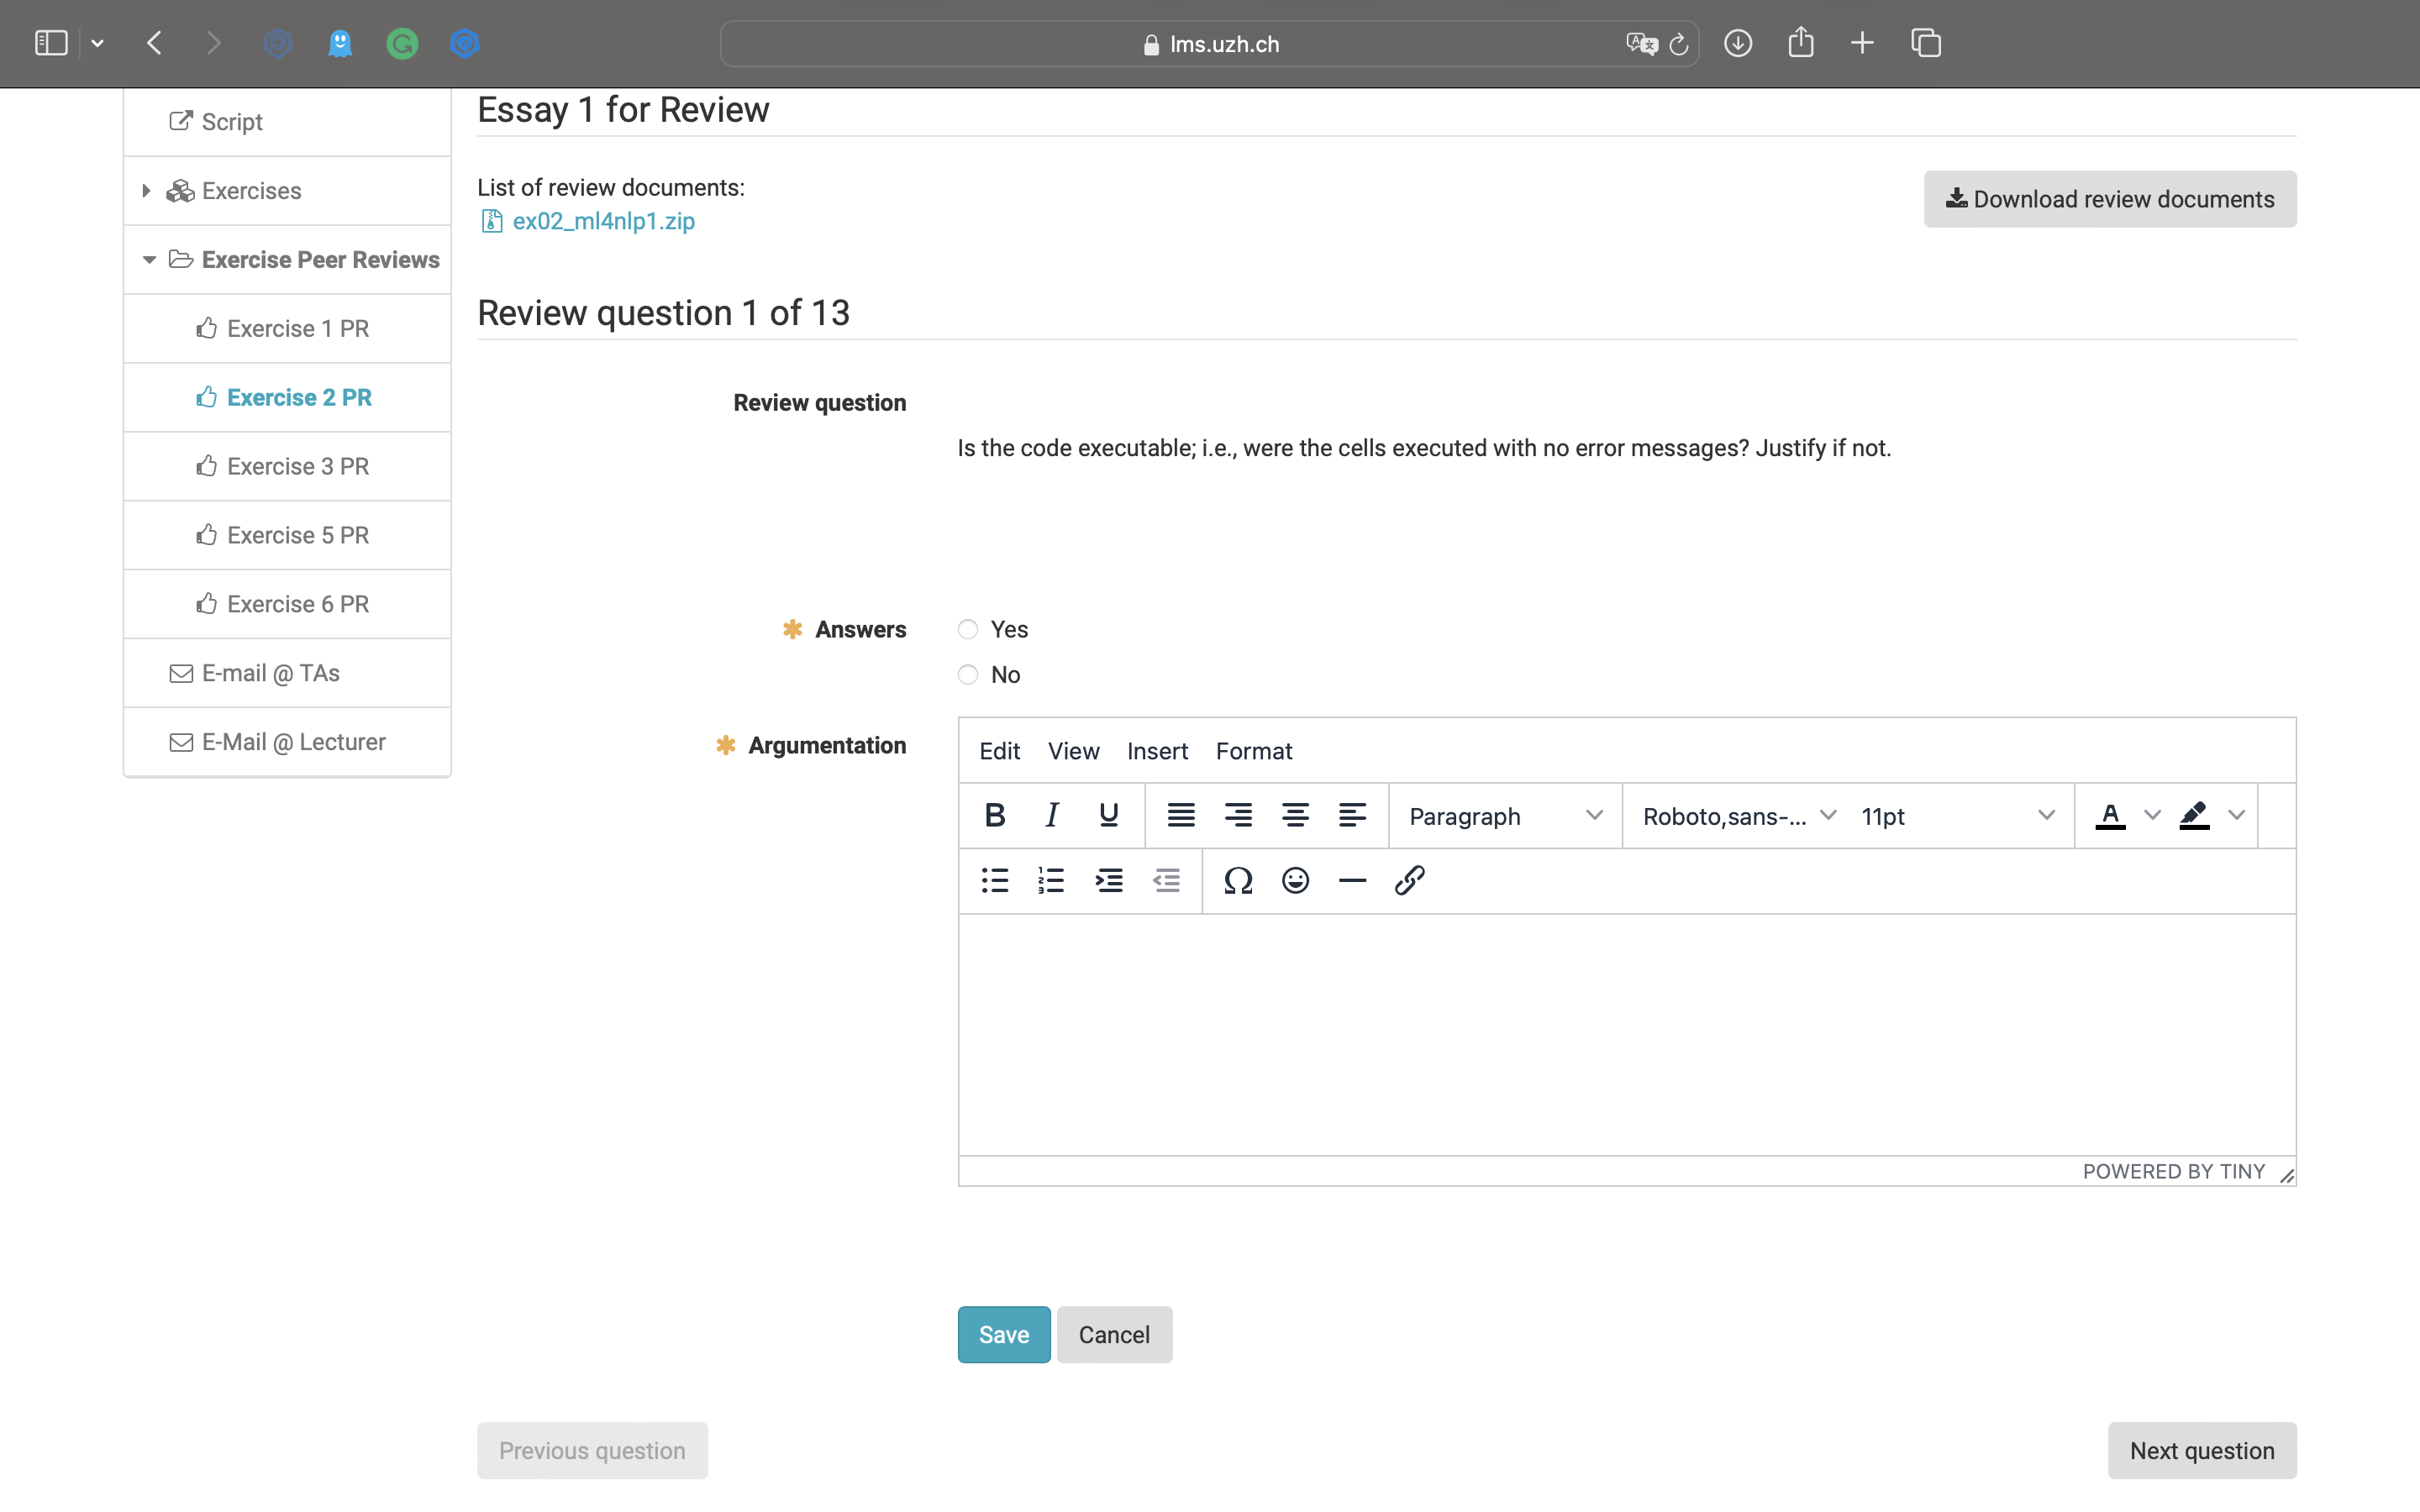 lms.uzh.ch
Script
Exercises
Exercise Peer Reviews
Exercise 1 PR
Exercise 2 PR
Exercise 3 PR
Exercise 5 PR
Exercise 6 PR
E-mail @ TAs
E-Mail @ Lecturer
Essay 1 for Review
List of review documents:
ex02_ml4nlp1.zip
Download review documents
Review question 1 of 13
Review question
Is the code executable; i.e., were the cells executed with no error messages? Justify if not.
Answers
Yes
No
Argumentation
Edit View Insert Format
B I U Paragraph Roboto,sans-... 11pt A
POWERED BY TINY
Save Cancel
Previous question Next question